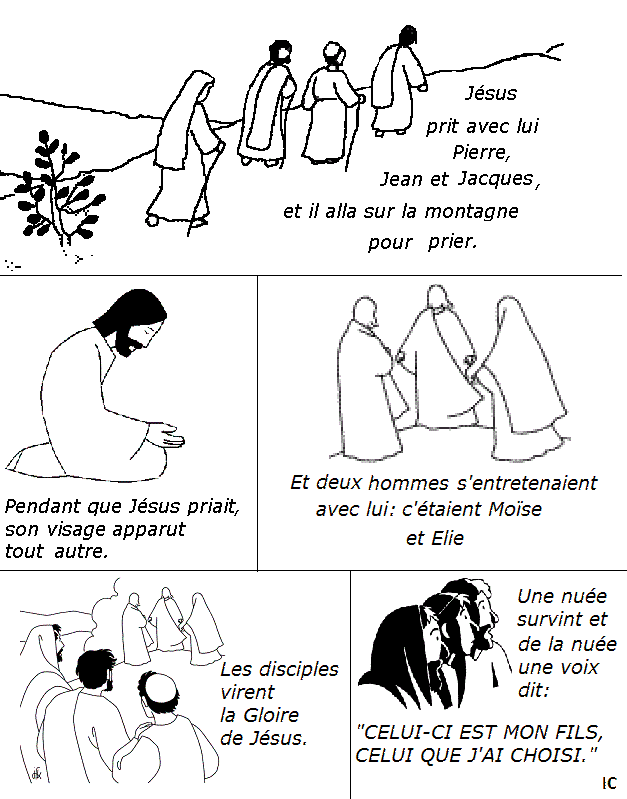 Jésus
prit avec lui
Pierre,
Jean et Jacques,
et il alla sur la montagne
pour prier.
Pendant que Jésus priait,
son visage apparut
tout autre.
Et deux hommes s'entretenaient
avec lui: c'étaient Moïse
et Elie
Les disciples
virent
la Gloire
de Jésus.
Une nuée
survint et
de la nuée
une voix
dit:
"CELUI-CI EST MON FILS,
CELUI QUE J'AI CHOISI."
IC